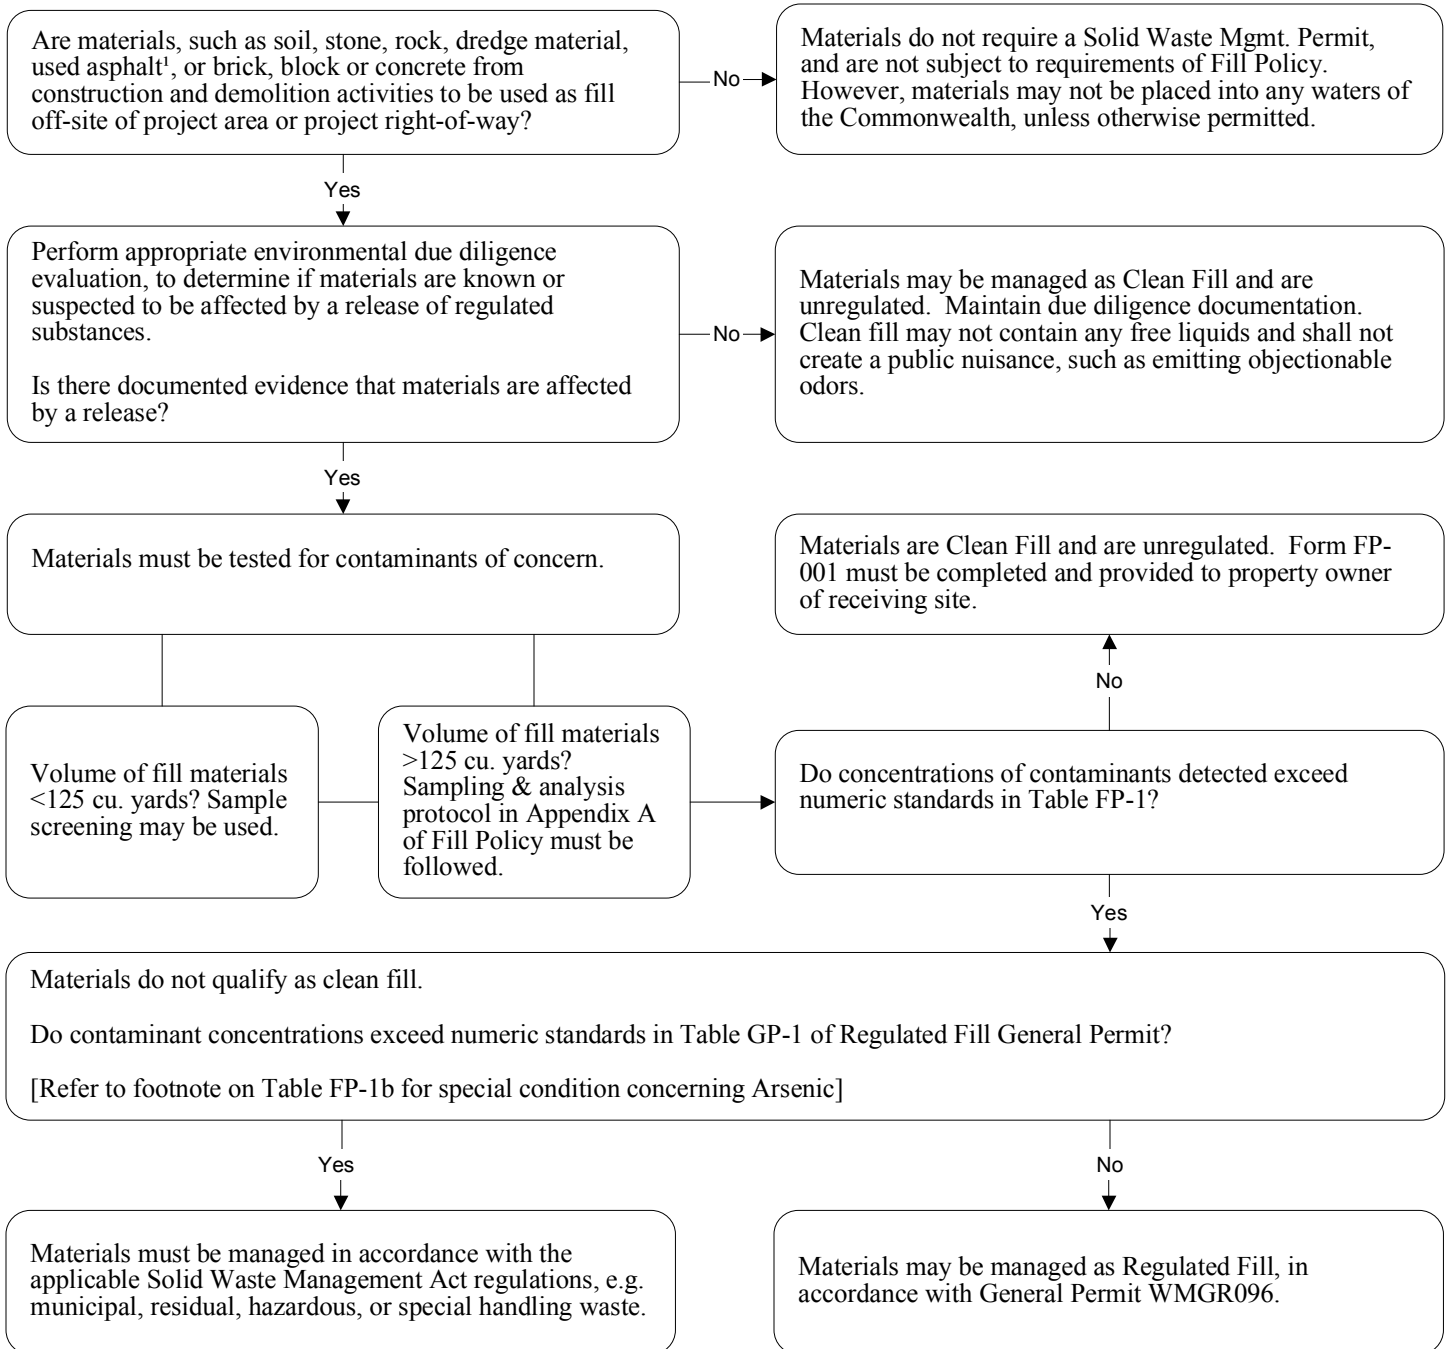 Are materials, such as soil, stone, rock, dredge material,
used asphalt¹, or brick, block or concrete from
construction and demolition activities to be used as fill
off-site of project area or project right-of-way?
No
Materials do not require a Solid Waste Mgmt. Permit,
and are not subject to requirements of Fill Policy.
However, materials may not be placed into any waters of
the Commonwealth, unless otherwise permitted.
Yes
Perform appropriate environmental due diligence
evaluation, to determine if materials are known or
suspected to be affected by a release of regulated
substances.
Is there documented evidence that materials are affected
by a release?
No
Materials may be managed as Clean Fill and are
unregulated.  Maintain due diligence documentation.
Clean fill may not contain any free liquids and shall not
create a public nuisance, such as emitting objectionable
odors.
Yes
Materials must be tested for contaminants of concern.
Materials are Clean Fill and are unregulated.  Form FP-
001 must be completed and provided to property owner
of receiving site.
No
Volume of fill materials
<125 cu. yards? Sample
screening may be used.
Volume of fill materials
>125 cu. yards?
Sampling & analysis
protocol in Appendix A
of Fill Policy must be
followed.
Do concentrations of contaminants detected exceed
numeric standards in Table FP-1?
Yes
Materials do not qualify as clean fill.
Do contaminant concentrations exceed numeric standards in Table GP-1 of Regulated Fill General Permit?
[Refer to footnote on Table FP-1b for special condition concerning Arsenic]
Yes
No
Materials must be managed in accordance with the
applicable Solid Waste Management Act regulations, e.g.
municipal, residual, hazardous, or special handling waste.
Materials may be managed as Regulated Fill, in
accordance with General Permit WMGR096.